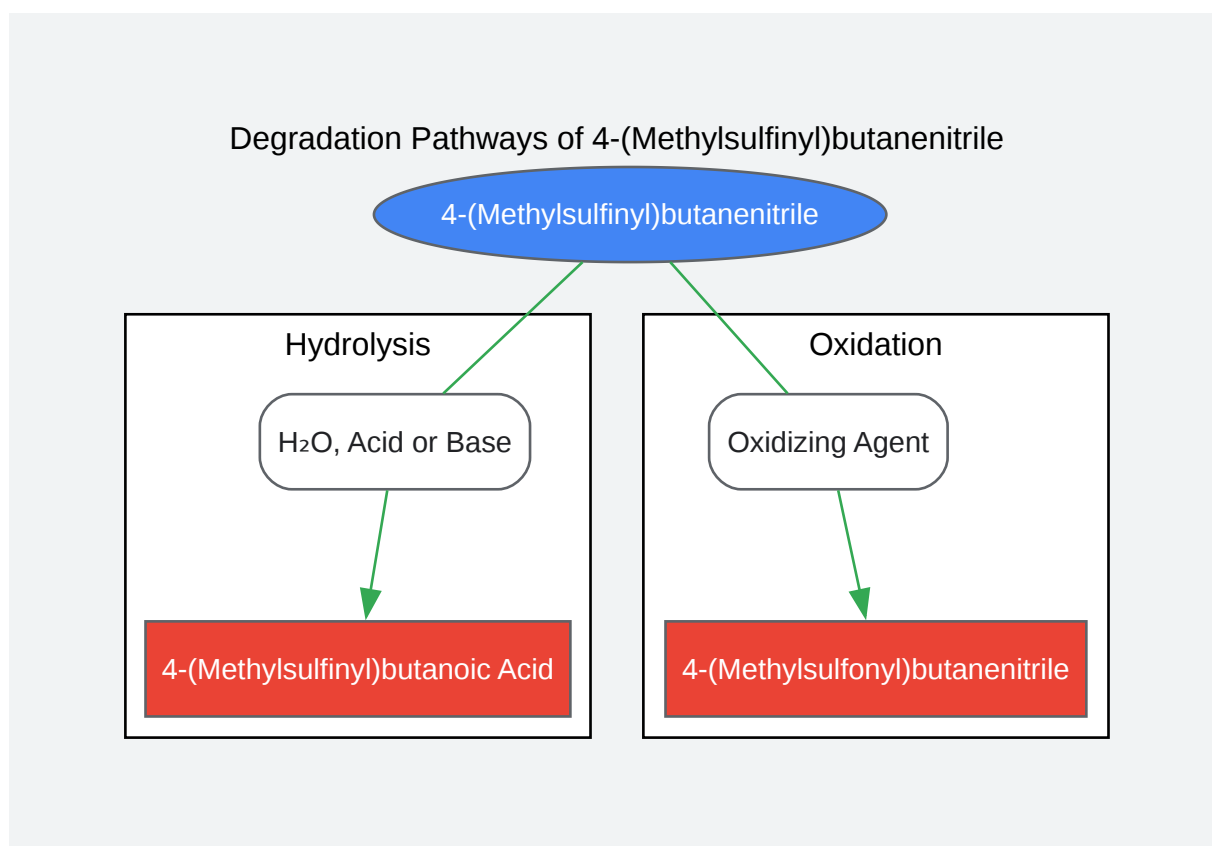 Degradation Pathways of 4-(Methylsulfinyl)butanenitrile
4-(Methylsulfinyl)butanenitrile
Hydrolysis
H₂O, Acid or Base
4-(Methylsulfinyl)butanoic Acid
Oxidation
Oxidizing Agent
4-(Methylsulfonyl)butanenitrile